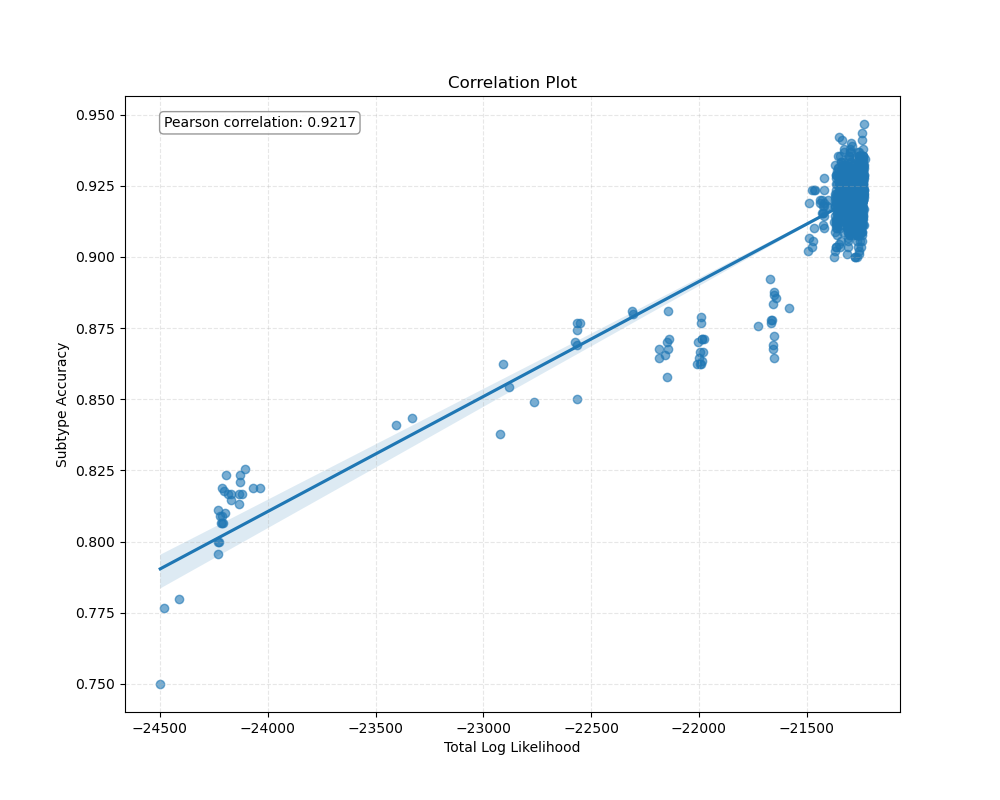 Correlation Plot
Pearson correlation: 0.9217
0.950
0.925
0.900
0.875
0.850
0.825
0.800
0.775
0.750
Subtype Accuracy
−24500 −24000 −23500 −23000 −22500 −22000 −21500
Total Log Likelihood